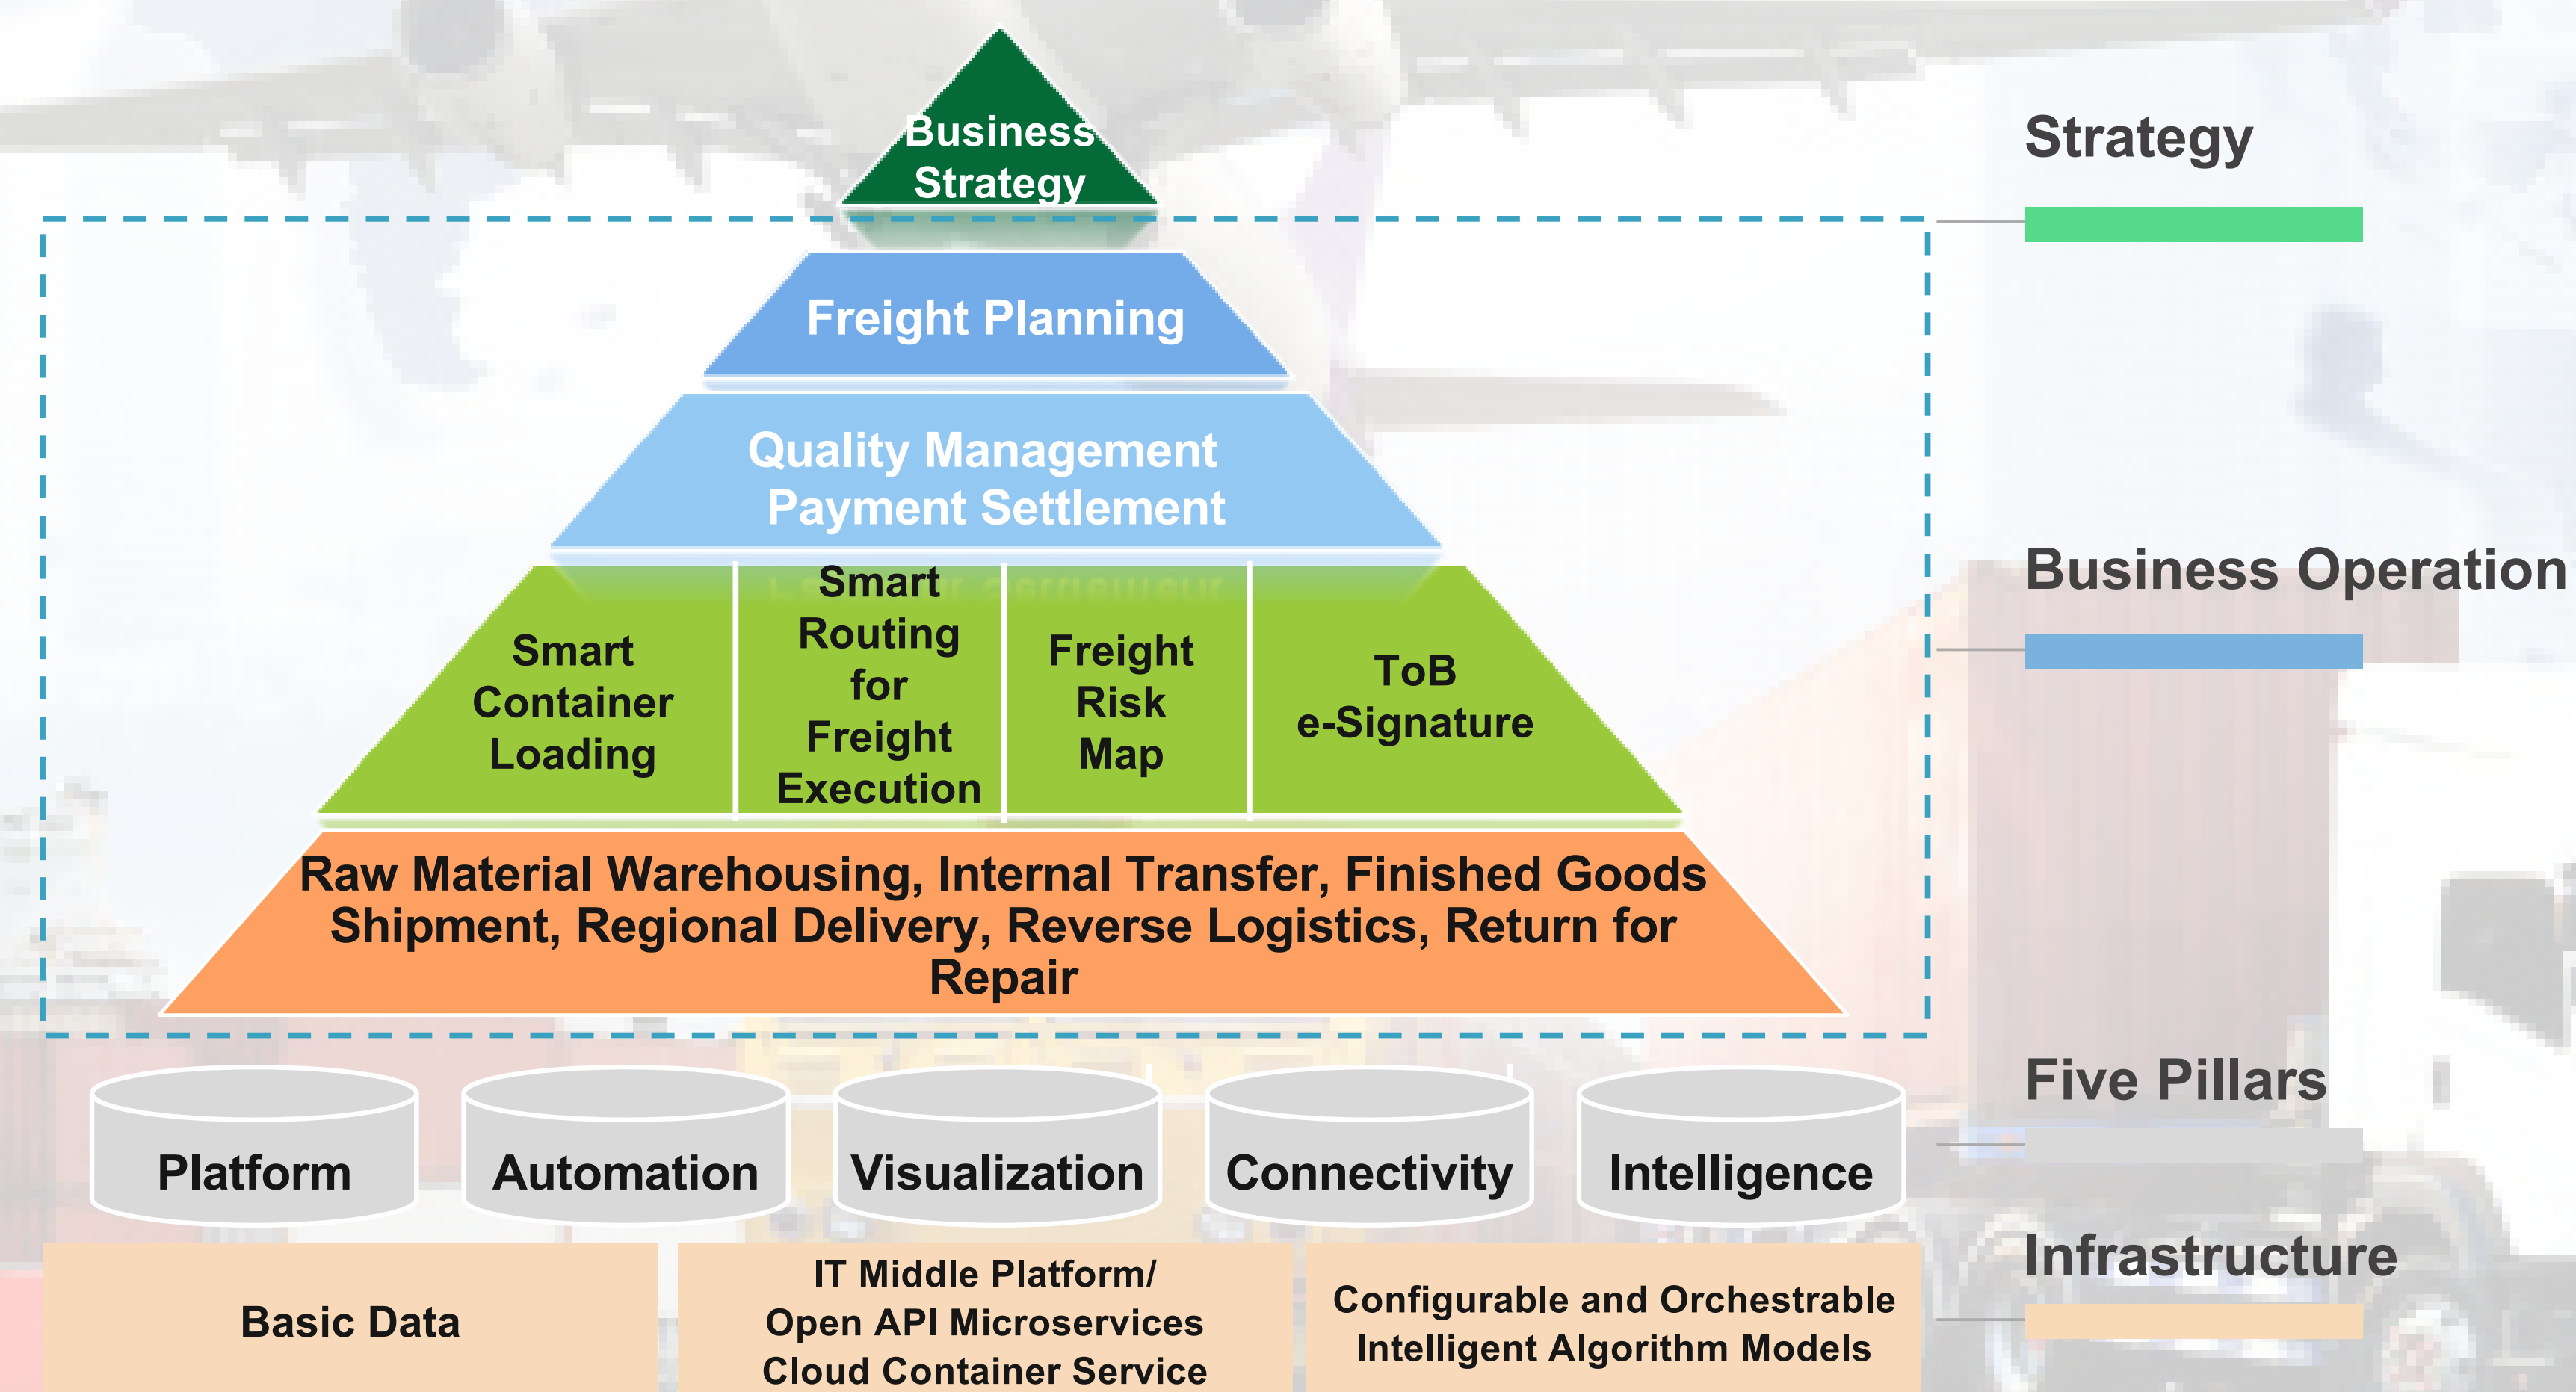 Business
Strategy
Strategy
Freight Planning
Quality Management
Payment Settlement
Business Operation
Smart
Container
Loading
Smart
Routing
for
Freight
Execution
Freight
Risk
Map
ToB
e-Signature
Raw Material Warehousing, Internal Transfer, Finished Goods
Shipment, Regional Delivery, Reverse Logistics, Return for
Repair
Five Pillars
Platform
Automation
Visualization
Connectivity
Intelligence
Infrastructure
Basic Data
IT Middle Platform/
Open API Microservices
Cloud Container Service
Configurable and Orchestrable
Intelligent Algorithm Models